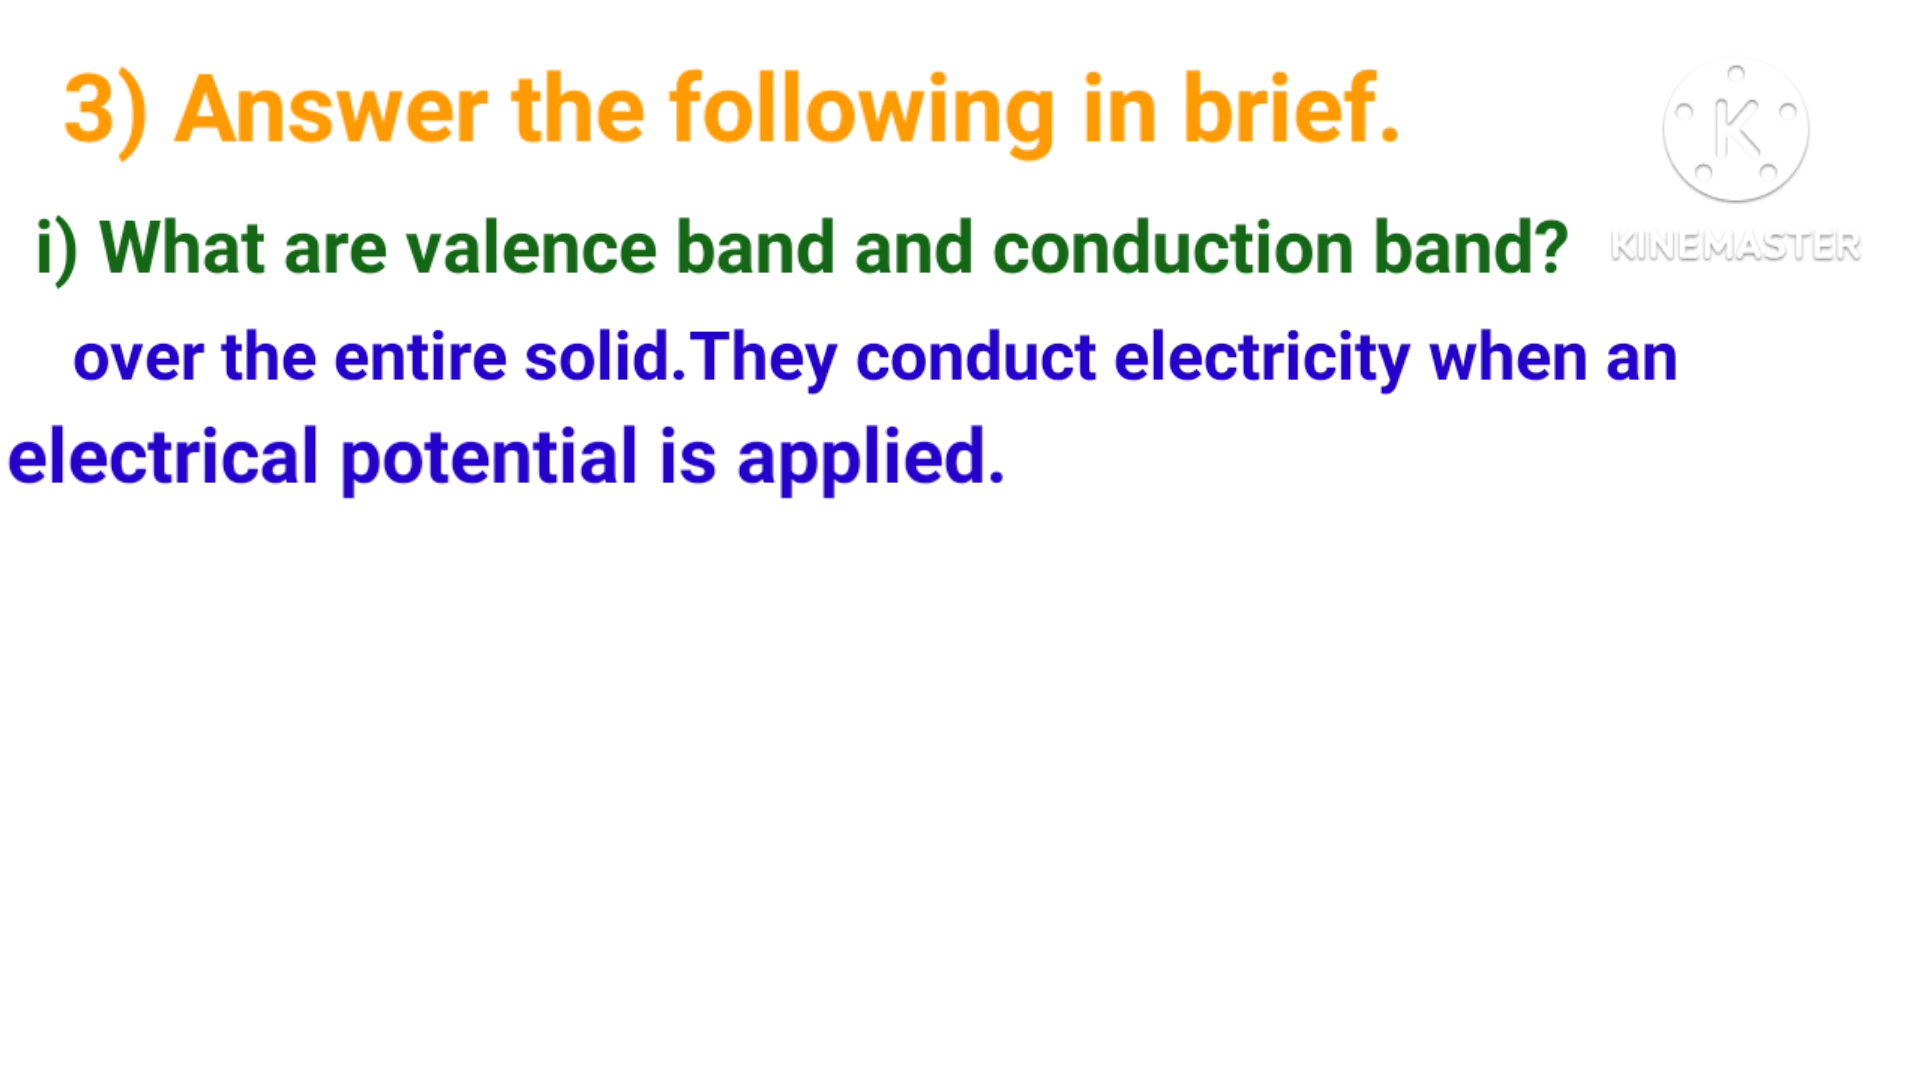 3) Answer the following in brief.
K
KINEMASTER
i) What are valence band and conduction band?
over the entire solid.They conduct electricity when an
electrical potential is applied.